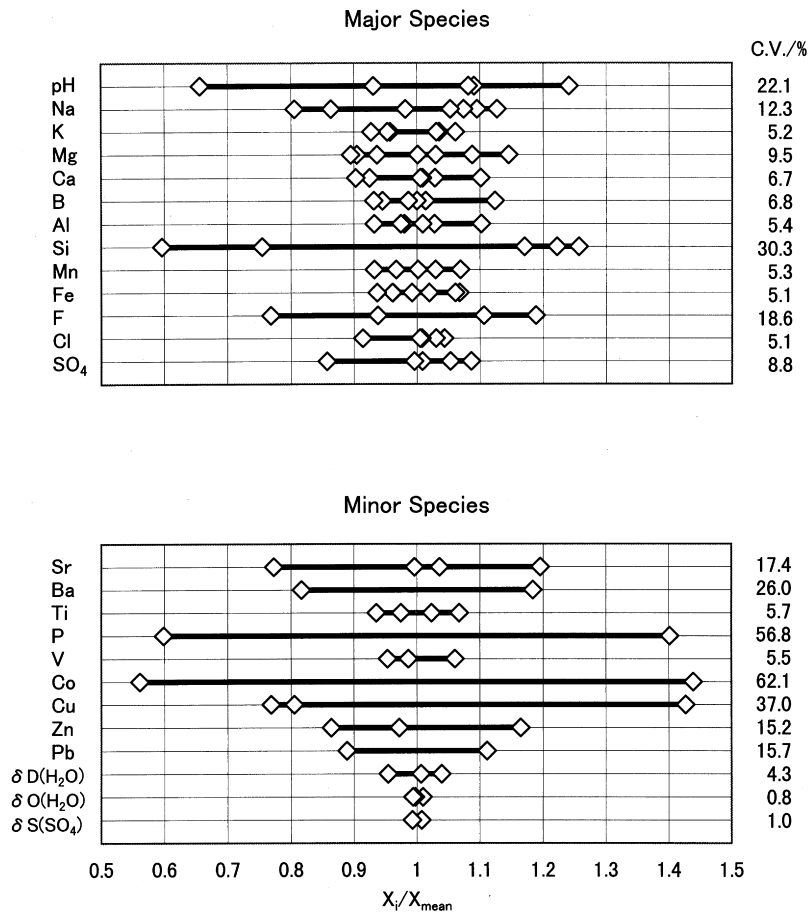 Major Species
C.V./%
pH 22.1
Na 12.3
K 5.2
Mg 9.5
Ca 6.7
B 6.8
Al 5.4
Si 30.3
Mn 5.3
Fe 5.1
F 18.6
Cl 5.1
SO₄ 8.8
Minor Species
Sr 17.4
Ba 26.0
Ti 5.7
P 56.8
V 5.5
Co 62.1
Cu 37.0
Zn 15.2
Pb 15.7
δ D(H₂O) 4.3
δ O(H₂O) 0.8
δ S(SO₄) 1.0
0.5 0.6 0.7 0.8 0.9 1 1.1 1.2 1.3 1.4 1.5
Xᵢ/Xmean